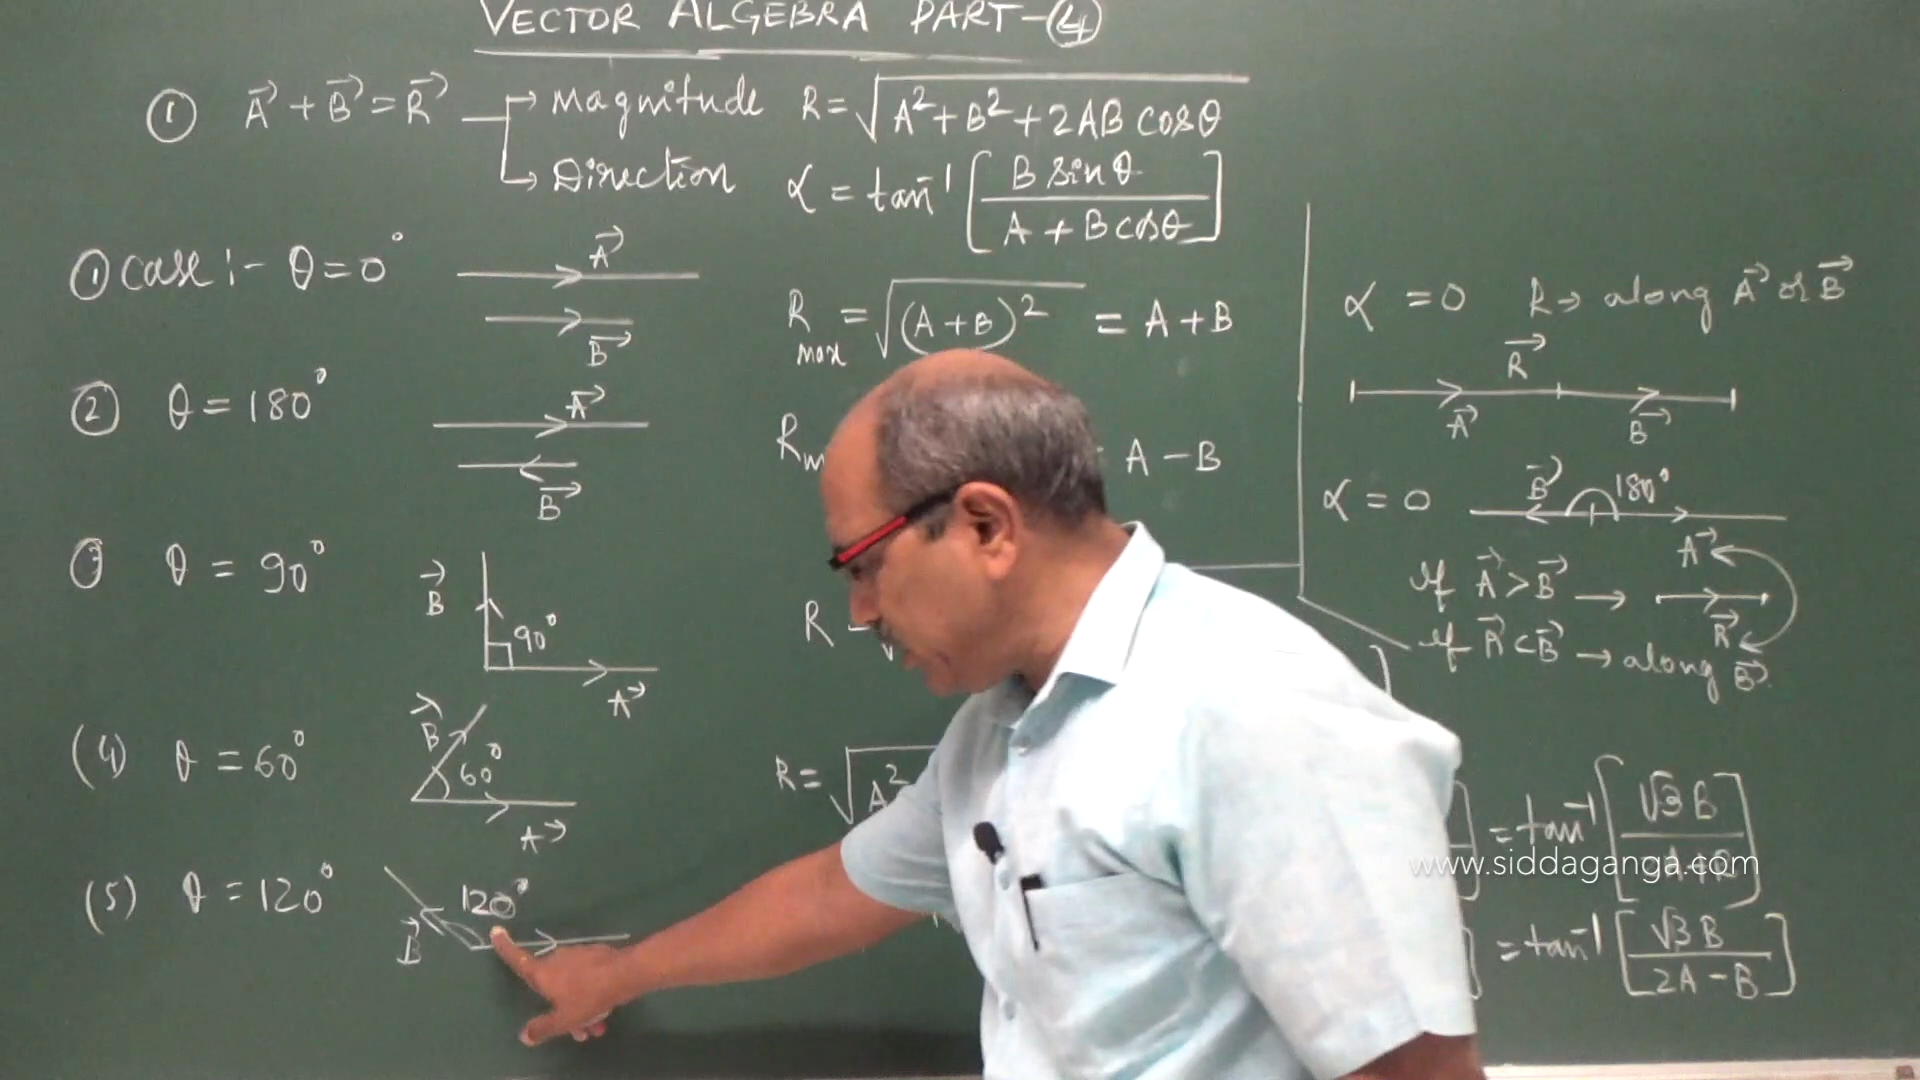 VECTOR ALGEBRA PART-(4)
① A⃗ + B⃗ = R⃗ → Magnitude R = √(A² + B² + 2AB cosθ)
→ Direction α = tan⁻¹ [B sinθ / A + B cosθ]
① Case :- θ = 0° A⃗ B⃗ R max = √(A+B)² = A + B
② θ = 180° A⃗ B⃗ A - B
③ θ = 90° B⃗ 90° A⃗ R
(4) θ = 60° B⃗ 60° A⃗ R = √A²
(5) θ = 120° B⃗ 120°
α = 0 R → along A⃗ or B⃗
R⃗
A⃗ B⃗
α = 0 B⃗ 180° A⃗
If A⃗ > B⃗ → R⃗
If A⃗ < B⃗ → along B⃗.
= tan⁻¹ [√3 B
www.siddaganga.com
= tan⁻¹ [√3 B / 2A - B]